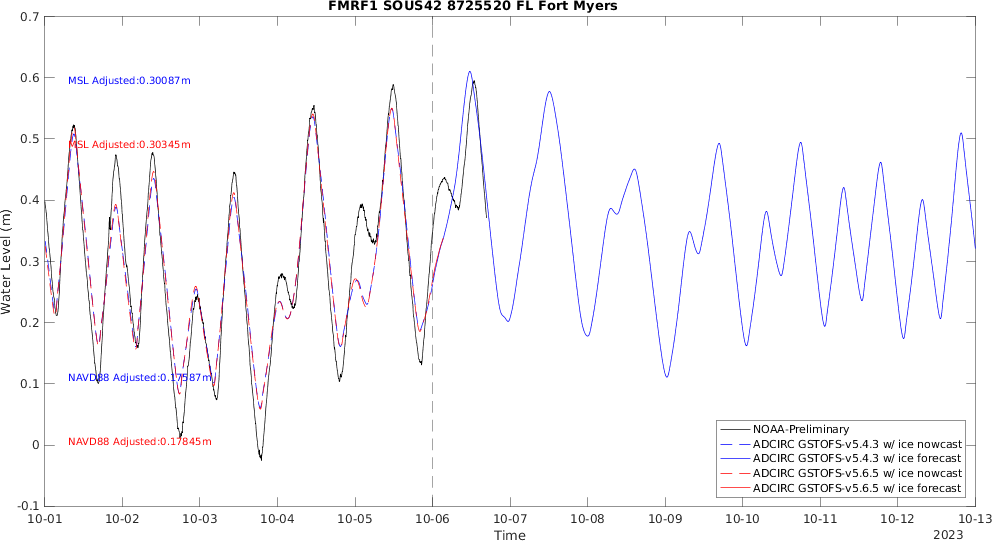 FMRF1 SOUS42 8725520 FL Fort Myers
0.7
0.6
0.5
0.4
0.3
0.2
0.1
0
-0.1
Water Level (m)
MSL Adjusted:0.30087m
MSL Adjusted:0.30345m
NAVD88 Adjusted:0.17587m
NAVD88 Adjusted:0.17845m
NOAA-Preliminary
ADCIRC GSTOFS-v5.4.3 w/ ice nowcast
ADCIRC GSTOFS-v5.4.3 w/ ice forecast
ADCIRC GSTOFS-v5.6.5 w/ ice nowcast
ADCIRC GSTOFS-v5.6.5 w/ ice forecast
10-01 10-02 10-03 10-04 10-05 10-06 10-07 10-08 10-09 10-10 10-11 10-12 10-13
Time
2023